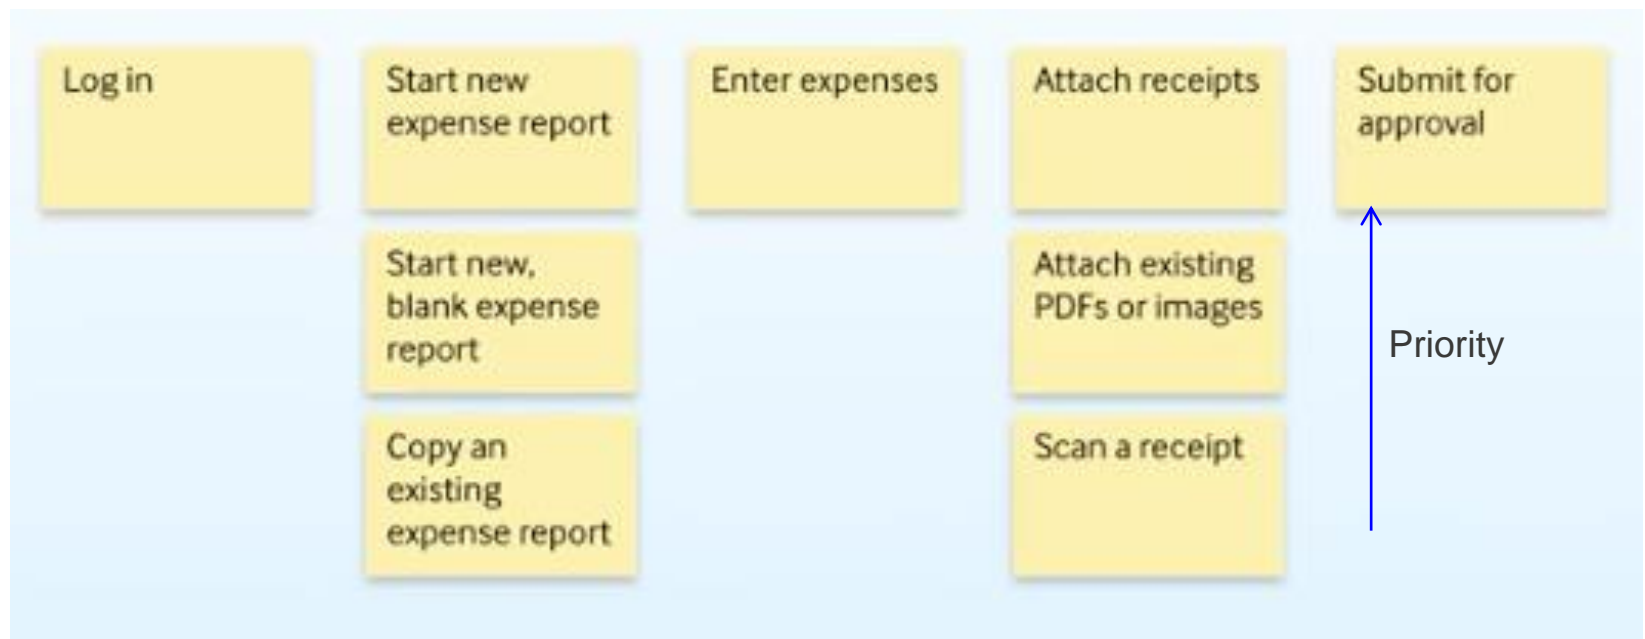 Log in
Start new
expense report
Enter expenses
Attach receipts
Submit for
approval
Start new,
blank expense
report
Attach existing
PDFs or images
Priority
Copy an
existing
expense report
Scan a receipt